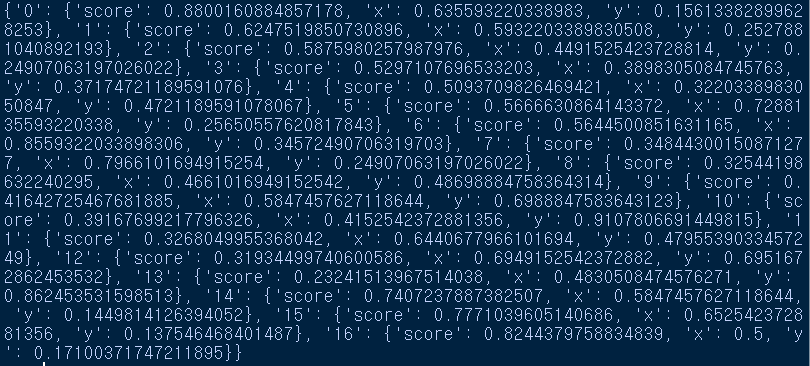 {'0': {'score': 0.8800160884857178, 'x': 0.635593220338983, 'y': 0.1561338289962
8253}, '1': {'score': 0.6247519850730896, 'x': 0.5932203389830508, 'y': 0.252788
1040892193}, '2': {'score': 0.5875980257987976, 'x': 0.4491525423728814, 'y': 0.
24907063197026022}, '3': {'score': 0.5297107696533203, 'x': 0.3898305084745763,
'y': 0.37174721189591076}, '4': {'score': 0.5093709826469421, 'x': 0.32203389830
50847, 'y': 0.4721189591078067}, '5': {'score': 0.5666630864143372, 'x': 0.72881
35593220338, 'y': 0.25650557620817843}, '6': {'score': 0.5644500851631165, 'x':
0.8559322033898306, 'y': 0.34572490706319703}, '7': {'score': 0.3484430015087127
7, 'x': 0.7966101694915254, 'y': 0.24907063197026022}, '8': {'score': 0.32544198
632240295, 'x': 0.4661016949152542, 'y': 0.48698884758364314}, '9': {'score': 0.
41642725467681885, 'x': 0.5847457627118644, 'y': 0.6988847583643123}, '10': {'sc
ore': 0.39167699217796326, 'x': 0.4152542372881356, 'y': 0.9107806691449815}, '1
1': {'score': 0.3268049955368042, 'x': 0.6440677966101694, 'y': 0.47955390334572
49}, '12': {'score': 0.31934499740600586, 'x': 0.6949152542372882, 'y': 0.695167
2862453532}, '13': {'score': 0.23241513967514038, 'x': 0.4830508474576271, 'y':
0.862453531598513}, '14': {'score': 0.7407237887382507, 'x': 0.5847457627118644,
'y': 0.1449814126394052}, '15': {'score': 0.7771039605140686, 'x': 0.6525423728
81356, 'y': 0.137546468401487}, '16': {'score': 0.8244379758834839, 'x': 0.5, 'y
': 0.17100371747211895}}